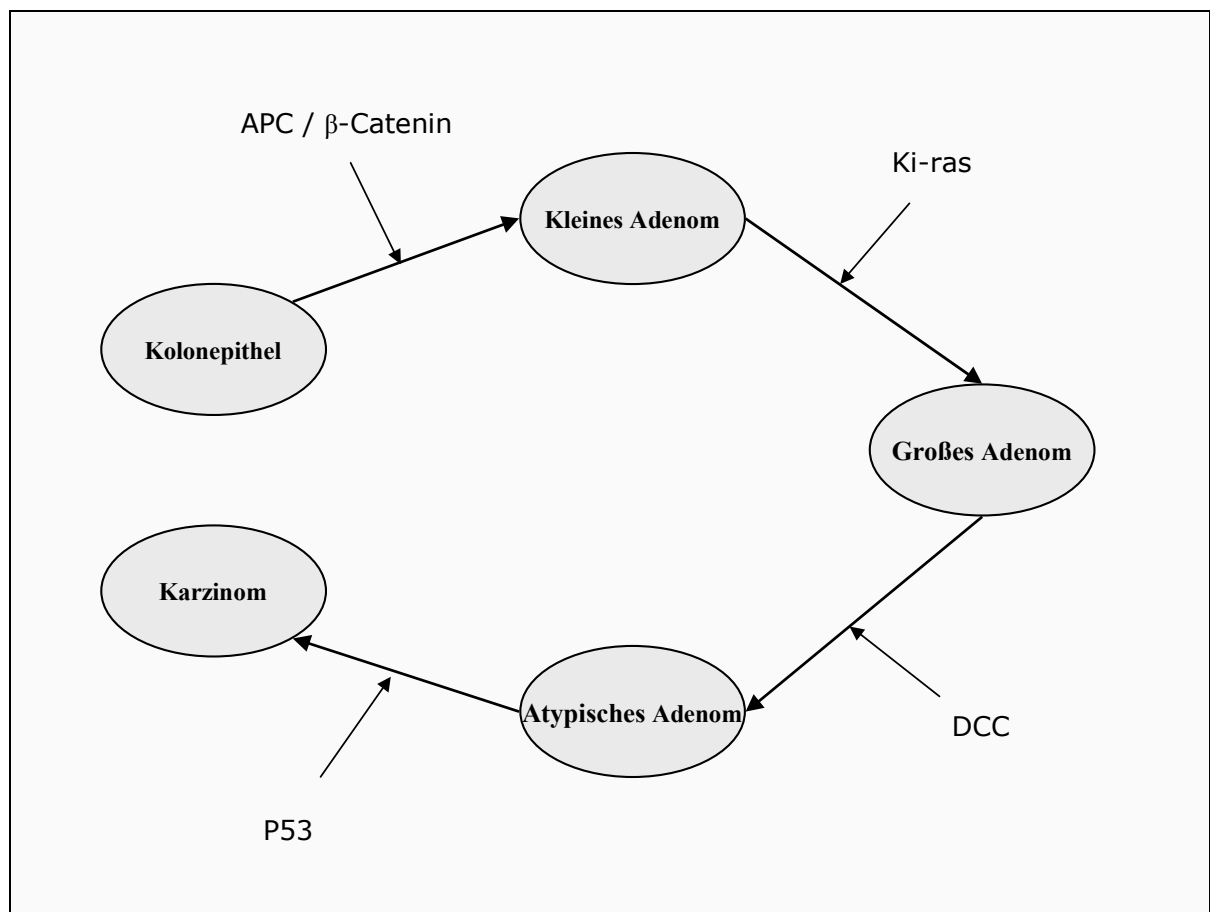 APC / β-Catenin
Kleines Adenom
Ki-ras
Kolonepithel
Großes Adenom
Karzinom
Atypisches Adenom
DCC
P53